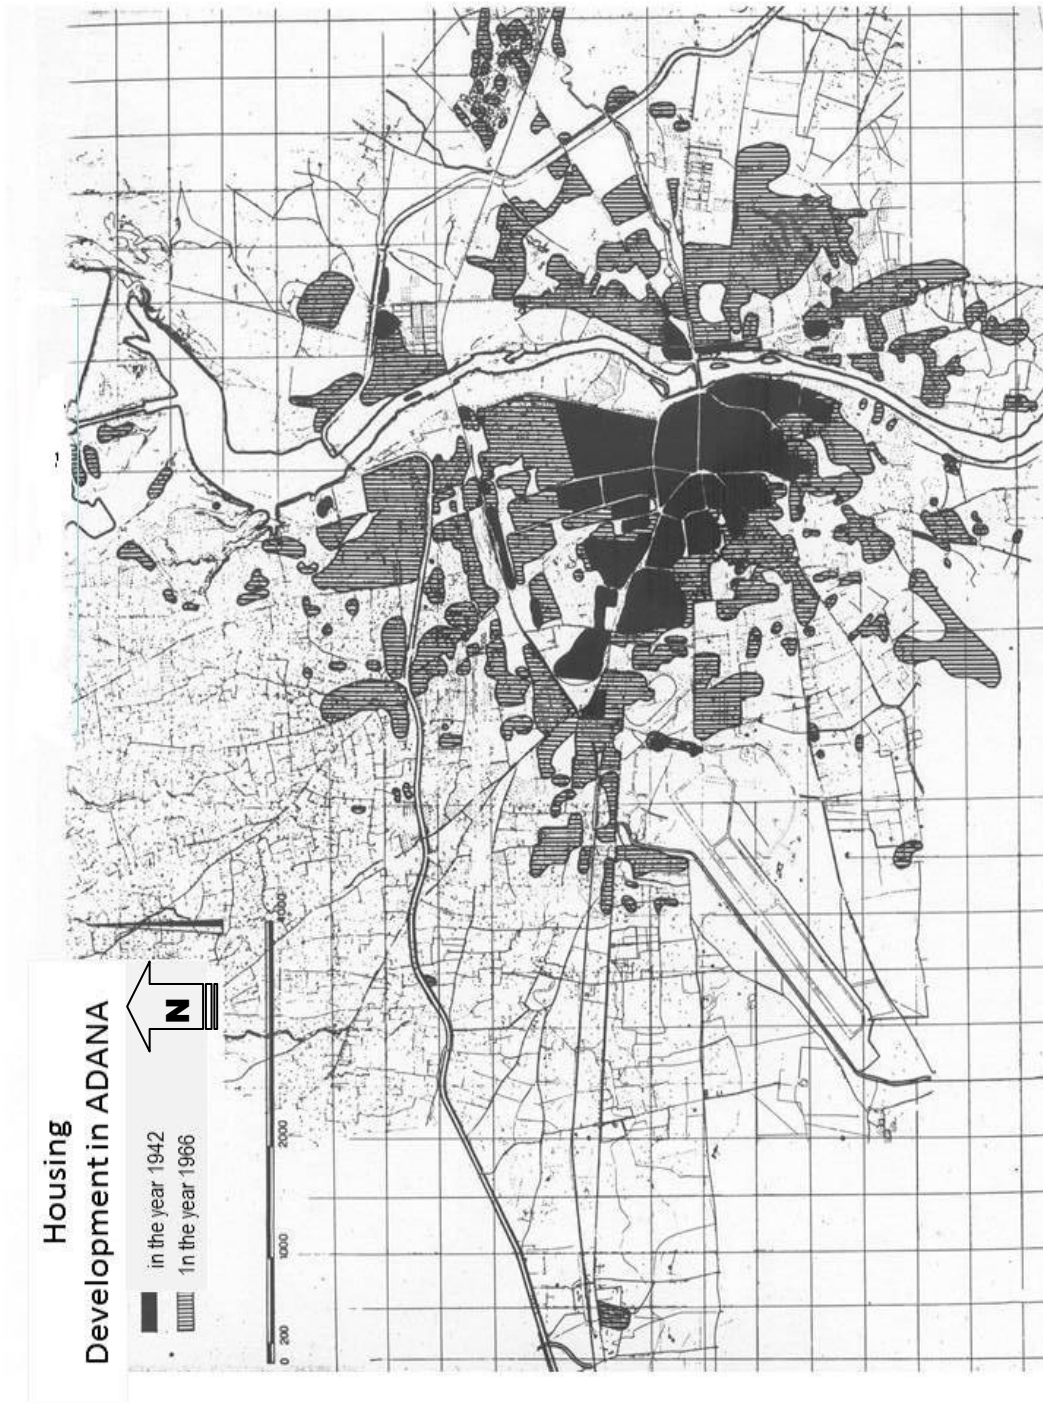 Housing
Development in ADANA
in the year 1942
1n the year 1966
N
0 200 1000 2000 4000